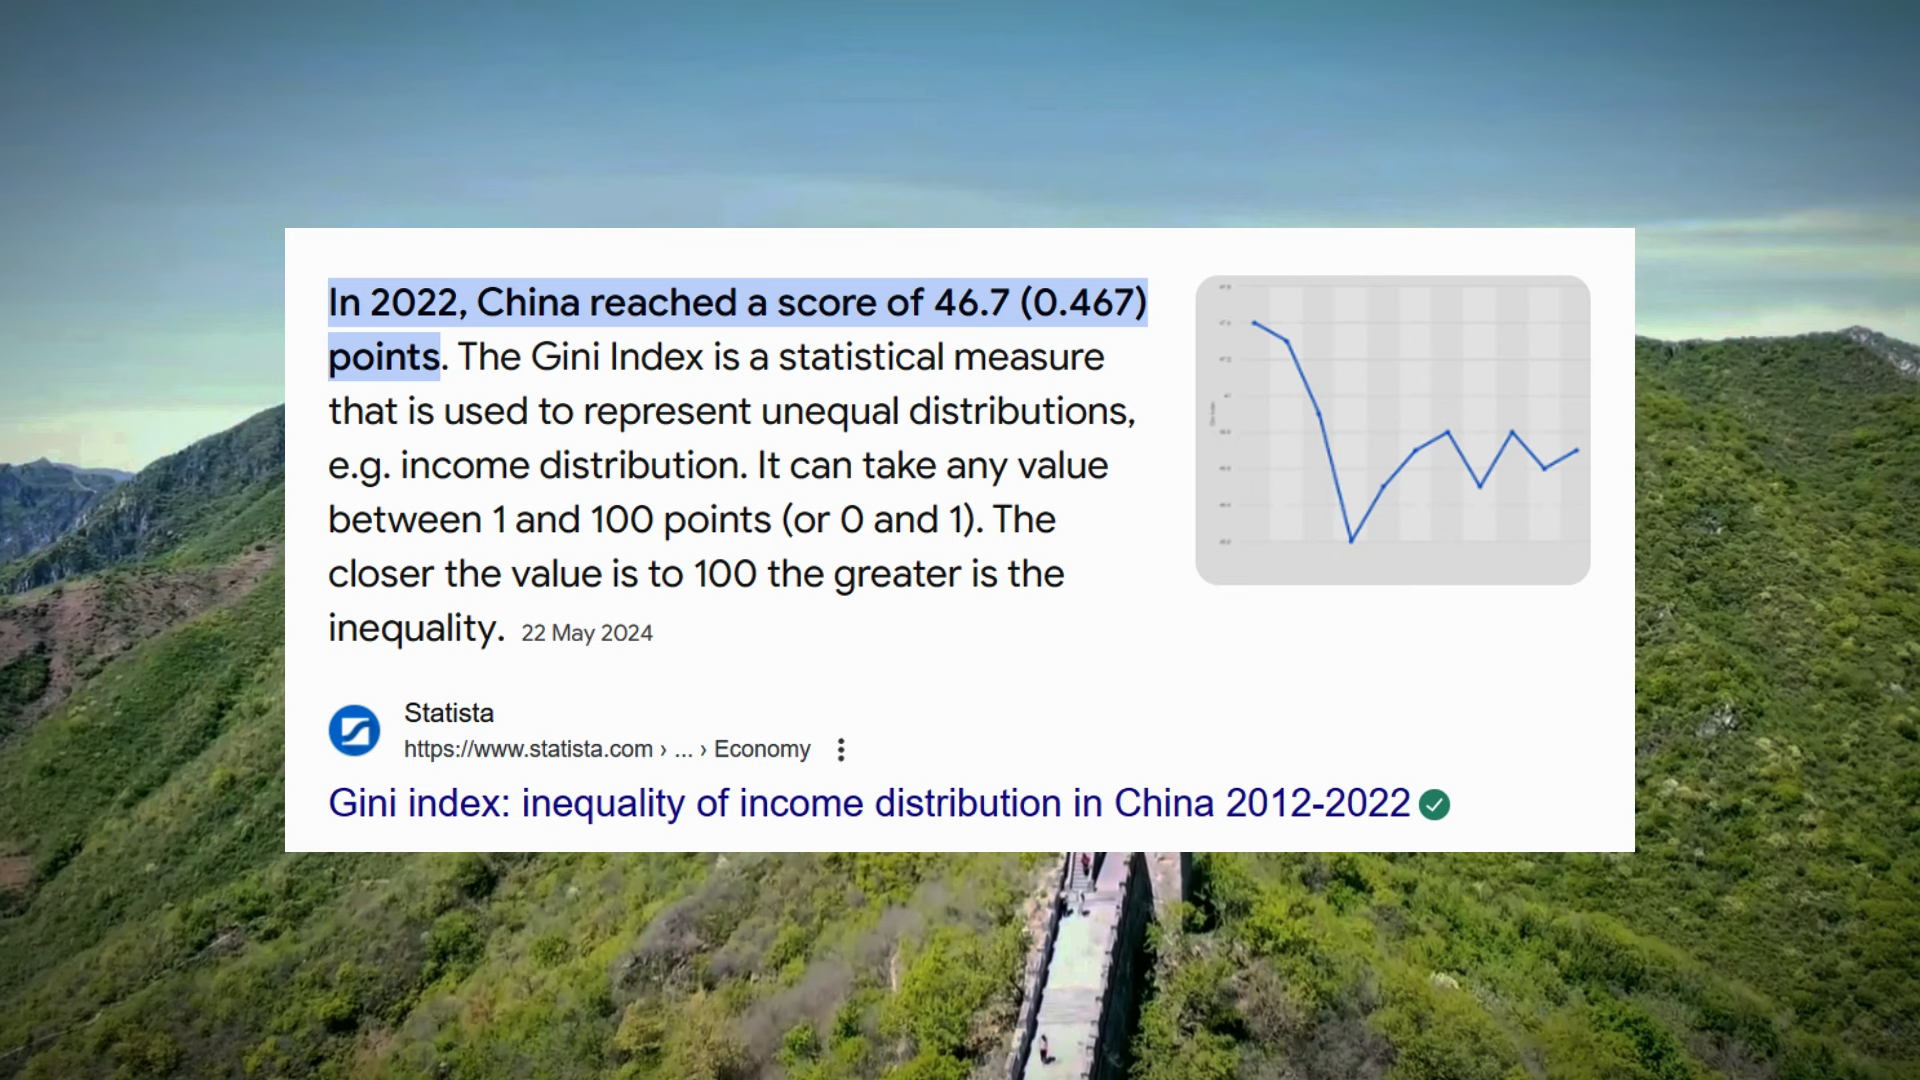 In 2022, China reached a score of 46.7 (0.467)
points. The Gini Index is a statistical measure
that is used to represent unequal distributions,
e.g. income distribution. It can take any value
between 1 and 100 points (or 0 and 1). The
closer the value is to 100 the greater is the
inequality. 22 May 2024
Statista
https://www.statista.com › ... › Economy
Gini index: inequality of income distribution in China 2012-2022